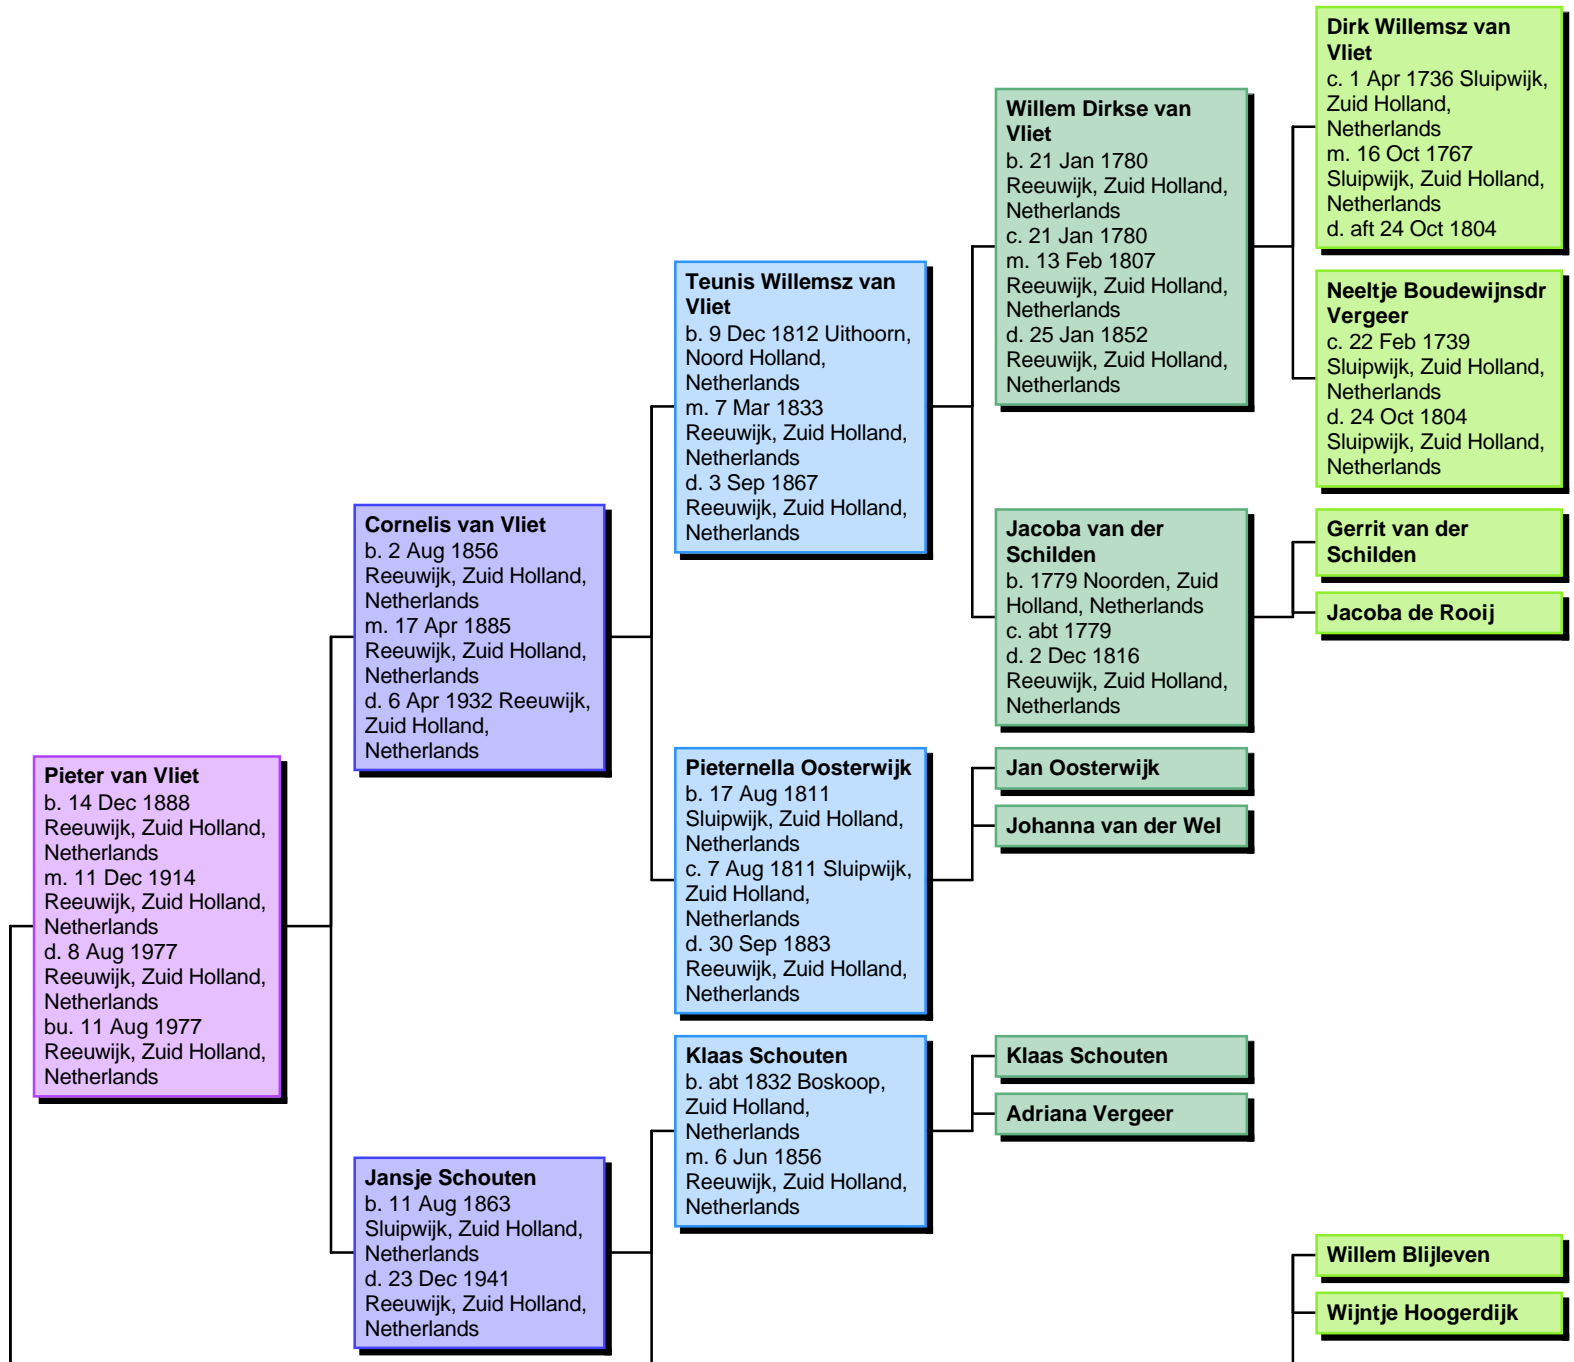 Pieter van Vliet
b. 14 Dec 1888
Reeuwijk, Zuid Holland,
Netherlands
m. 11 Dec 1914
Reeuwijk, Zuid Holland,
Netherlands
d. 8 Aug 1977
Reeuwijk, Zuid Holland,
Netherlands
bu. 11 Aug 1977
Reeuwijk, Zuid Holland,
Netherlands
Cornelis van Vliet
b. 2 Aug 1856
Reeuwijk, Zuid Holland,
Netherlands
m. 17 Apr 1885
Reeuwijk, Zuid Holland,
Netherlands
d. 6 Apr 1932 Reeuwijk,
Zuid Holland,
Netherlands
Jansje Schouten
b. 11 Aug 1863
Sluipwijk, Zuid Holland,
Netherlands
d. 23 Dec 1941
Reeuwijk, Zuid Holland,
Netherlands
Teunis Willemsz van
Vliet
b. 9 Dec 1812 Uithoorn,
Noord Holland,
Netherlands
m. 7 Mar 1833
Reeuwijk, Zuid Holland,
Netherlands
d. 3 Sep 1867
Reeuwijk, Zuid Holland,
Netherlands
Pieternella Oosterwijk
b. 17 Aug 1811
Sluipwijk, Zuid Holland,
Netherlands
c. 7 Aug 1811 Sluipwijk,
Zuid Holland,
Netherlands
d. 30 Sep 1883
Reeuwijk, Zuid Holland,
Netherlands
Klaas Schouten
b. abt 1832 Boskoop,
Zuid Holland,
Netherlands
m. 6 Jun 1856
Reeuwijk, Zuid Holland,
Netherlands
Willem Dirkse van
Vliet
b. 21 Jan 1780
Reeuwijk, Zuid Holland,
Netherlands
c. 21 Jan 1780
m. 13 Feb 1807
Reeuwijk, Zuid Holland,
Netherlands
d. 25 Jan 1852
Reeuwijk, Zuid Holland,
Netherlands
Jacoba van der
Schilden
b. 1779 Noorden, Zuid
Holland, Netherlands
c. abt 1779
d. 2 Dec 1816
Reeuwijk, Zuid Holland,
Netherlands
Jan Oosterwijk
Johanna van der Wel
Klaas Schouten
Adriana Vergeer
Dirk Willemsz van
Vliet
c. 1 Apr 1736 Sluipwijk,
Zuid Holland,
Netherlands
m. 16 Oct 1767
Sluipwijk, Zuid Holland,
Netherlands
d. aft 24 Oct 1804
Neeltje Boudewijnsdr
Vergeer
c. 22 Feb 1739
Sluipwijk, Zuid Holland,
Netherlands
d. 24 Oct 1804
Sluipwijk, Zuid Holland,
Netherlands
Gerrit van der
Schilden
Jacoba de Rooij
Willem Blijleven
Wijntje Hoogerdijk